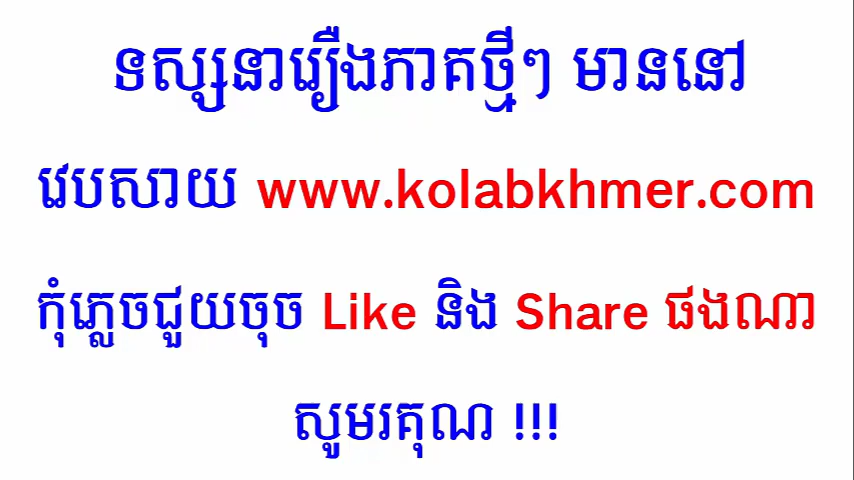 ទស្សនារឿងភាគថ្មីៗ មាននៅ
វេបសាយ www.kolabkhmer.com
កុំភ្លេចជួយចុច Like និង Share ផងណា
សូមរគុណ !!!